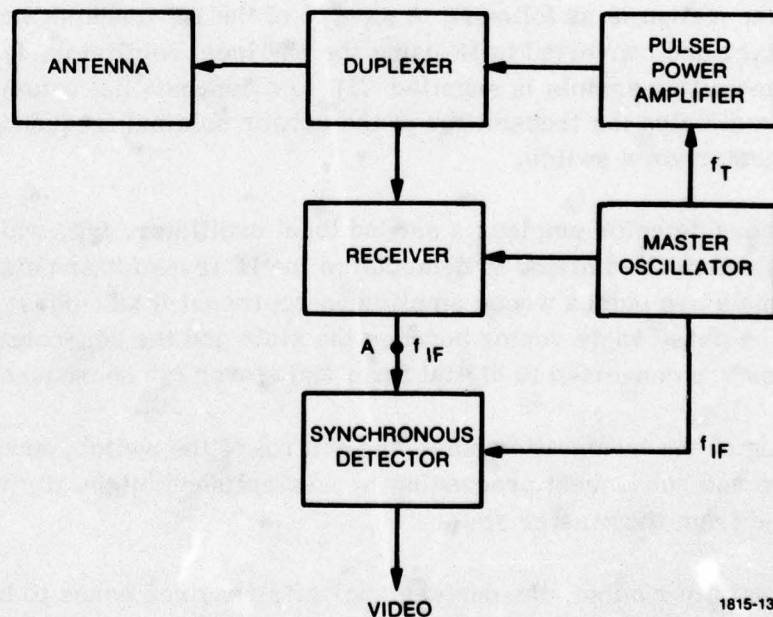 ANTENNA
DUPLEXER
PULSED
POWER
AMPLIFIER
f_T
RECEIVER
MASTER
OSCILLATOR
A
f_IF
SYNCHRONOUS
DETECTOR
f_IF
VIDEO
1815-13